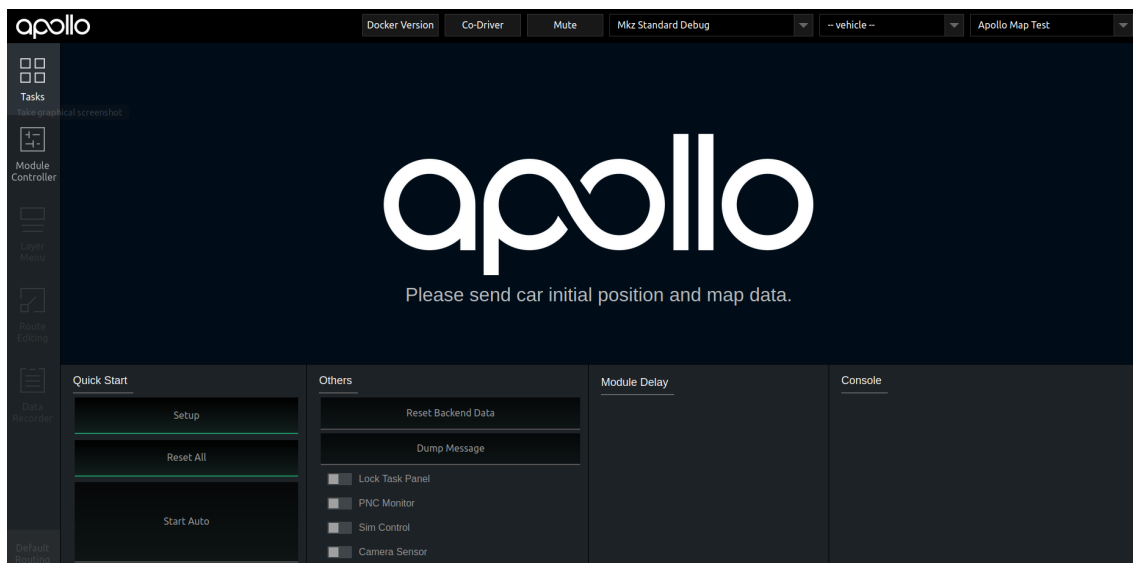 apollo
Docker Version
Co-Driver
Mute
Mkz Standard Debug
-- vehicle --
Apollo Map Test
Tasks
Take graphical screenshot
Module
Controller
Layer
Menu
Route
Editing
Data
Recorder
Default
Routing
apollo
Please send car initial position and map data.
Quick Start
Setup
Reset All
Start Auto
Others
Reset Backend Data
Dump Message
Lock Task Panel
PNC Monitor
Sim Control
Camera Sensor
Module Delay
Console